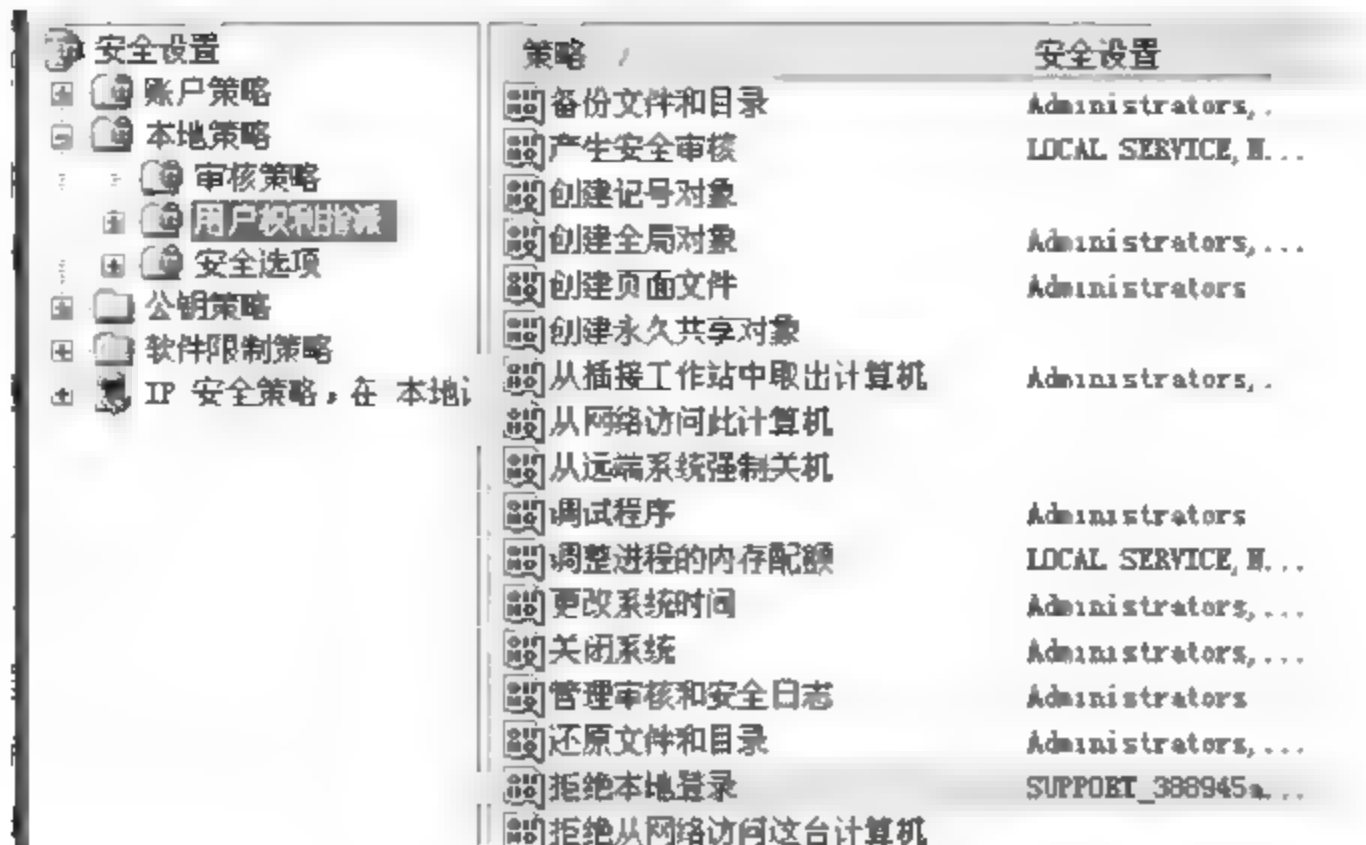 安全设置
账户策略
本地策略
审核策略
用户权利指派
安全选项
公钥策略
软件限制策略
IP 安全策略，在 本地
策略 /
安全设置
备份文件和目录 Administrators,.
产生安全审核 LOCAL SERVICE,N...
创建记号对象
创建全局对象 Administrators,...
创建页面文件 Administrators
创建永久共享对象
从插接工作站中取出计算机 Administrators,.
从网络访问此计算机
从远端系统强制关机
调试程序 Administrators
调整进程的内存配额 LOCAL SERVICE,N...
更改系统时间 Administrators,...
关闭系统 Administrators,...
管理审核和安全日志 Administrators
还原文件和目录 Administrators,...
拒绝本地登录 SUPPORT_388945a...
拒绝从网络访问这台计算机